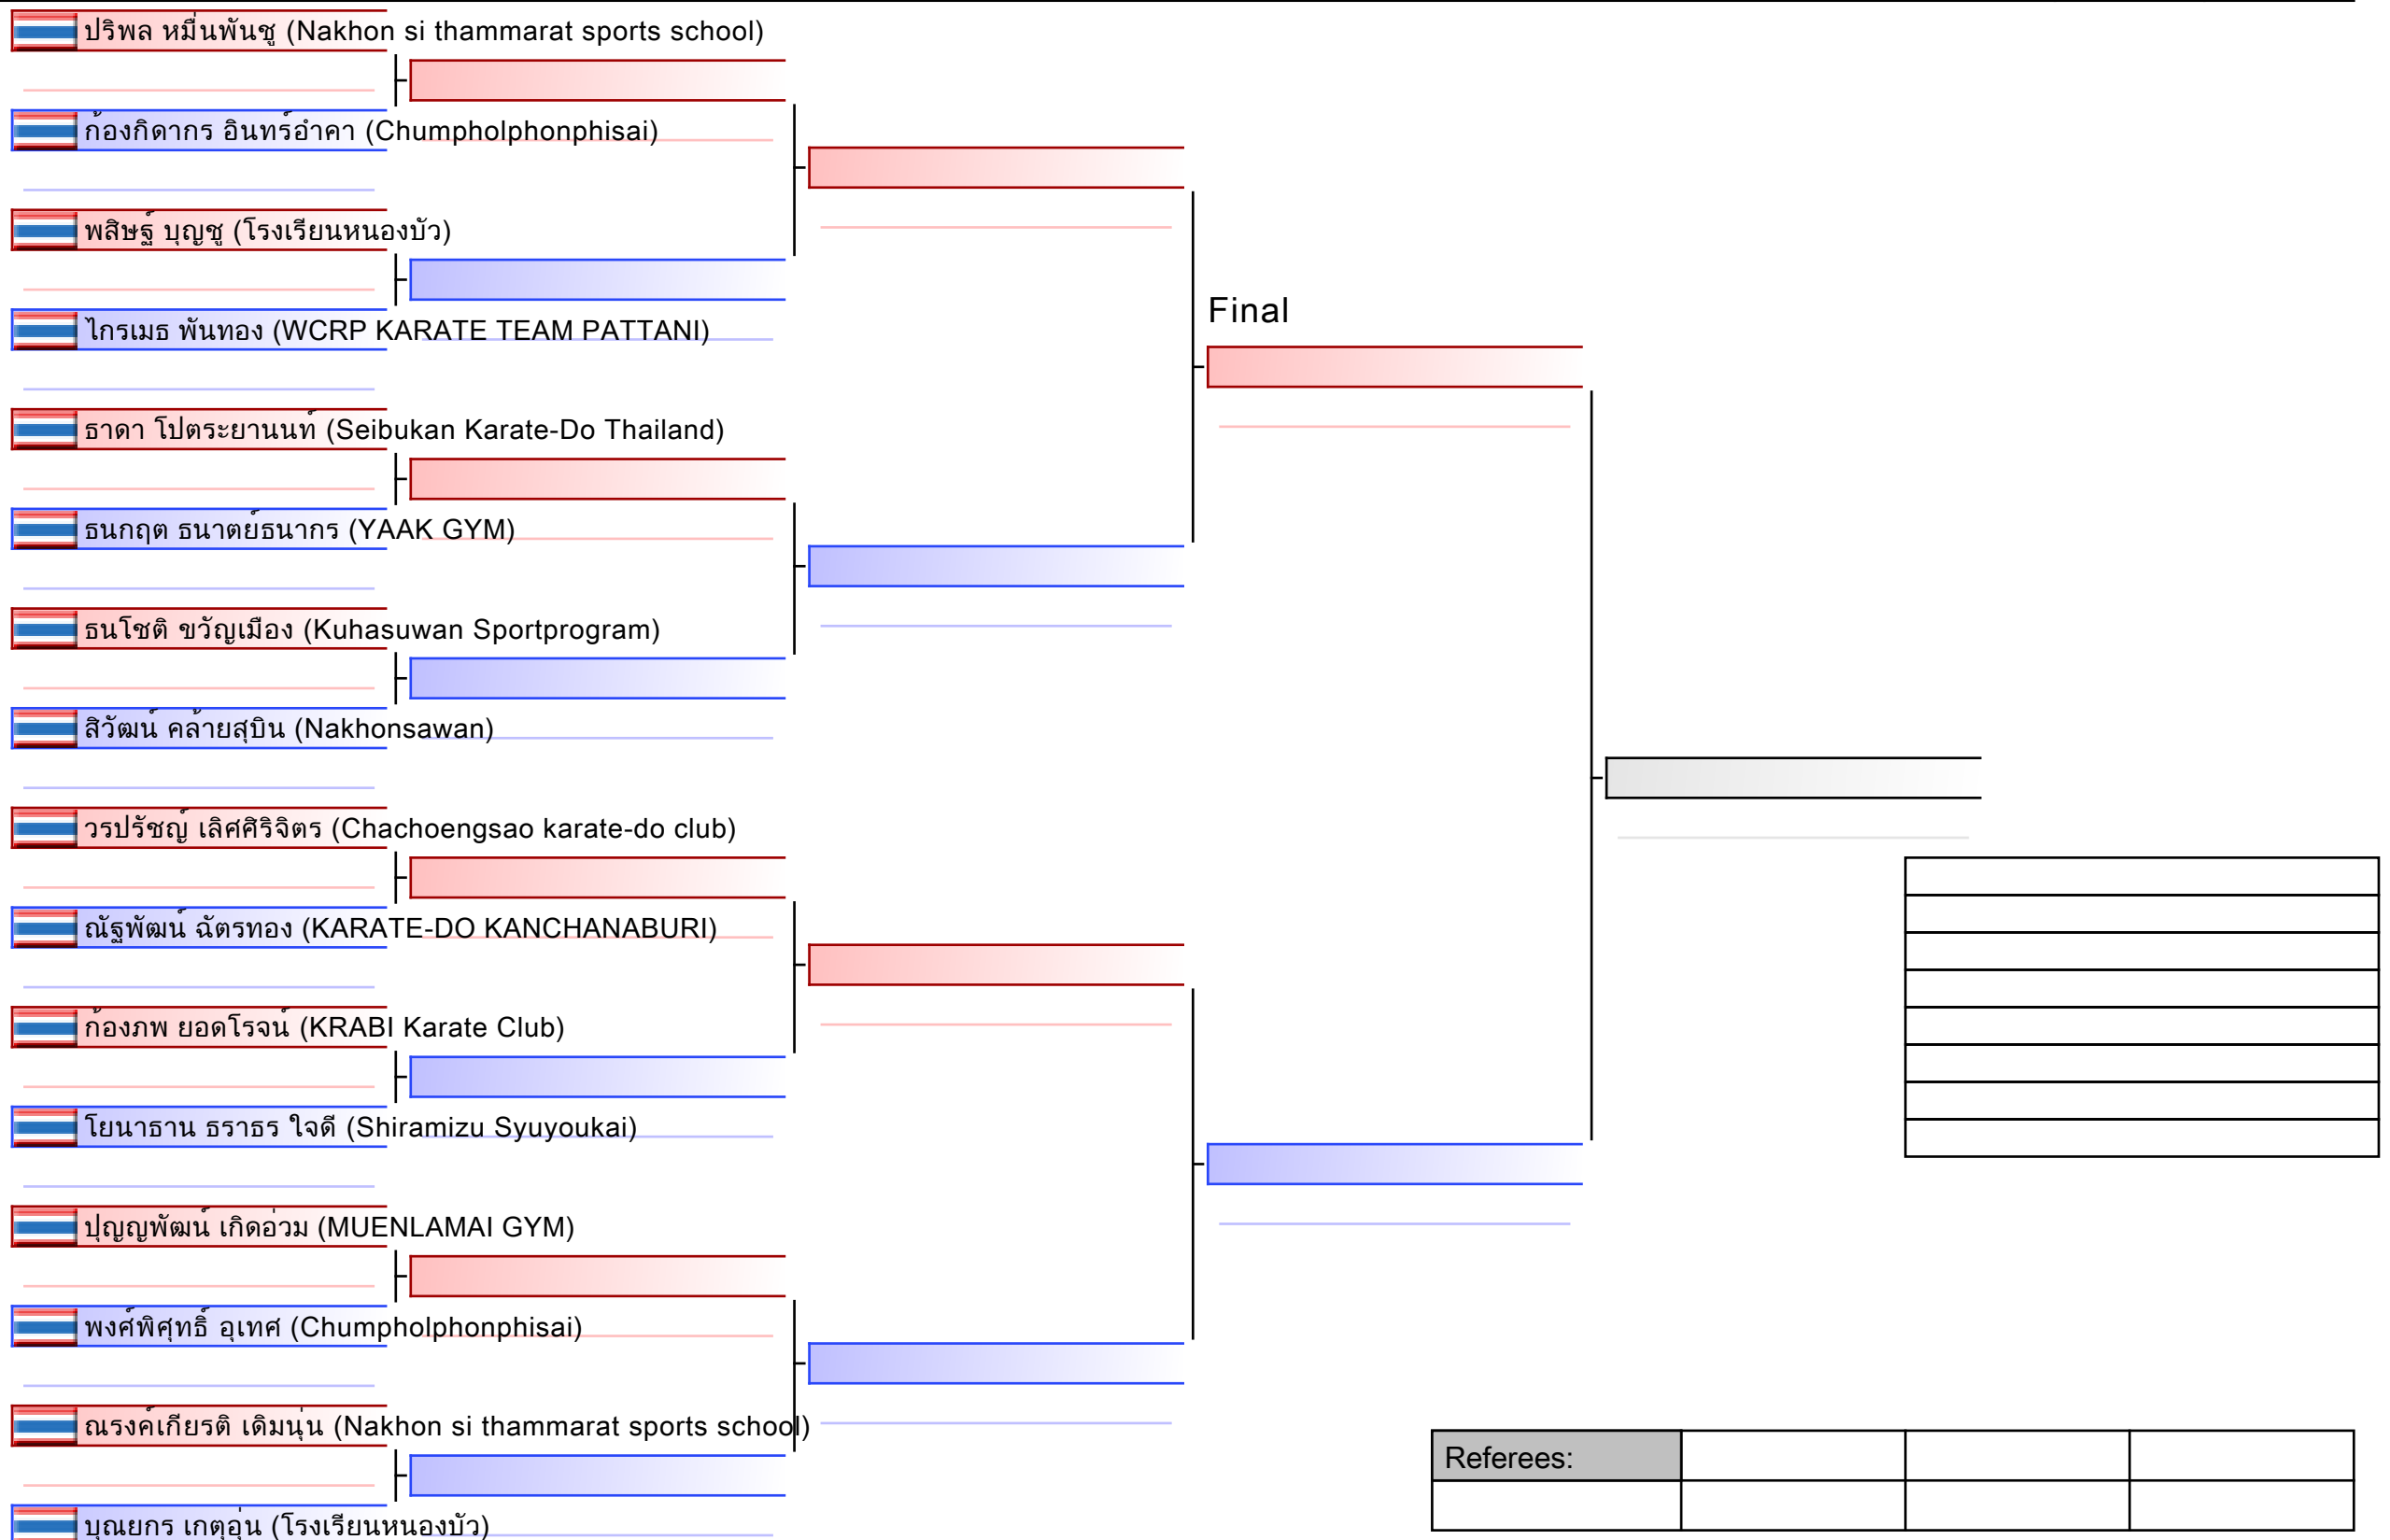 ปริพล หมื่นพันชู (Nakhon si thammarat sports school)
ก้องกิดากร อินทร์อำคา (Chumpholphonphisai)
พสิษฐ์ บุญชู (โรงเรียนหนองบัว)
Final
ไกรเมธ พันทอง (WCRP KARATE TEAM PATTANI)
ธาดา โปตระยานนท์ (Seibukan Karate-Do Thailand)
ธนกฤต ธนาตย์ธนากร (YAAK GYM)
ธนโชติ ขวัญเมือง (Kuhasuwan Sportprogram)
สิวัฒน์ คล้ายสุบิน (Nakhonsawan)
วรปรัชญ์ เลิศศิริจิตร (Chachoengsao karate-do club)
ณัฐพัฒน์ ฉัตรทอง (KARATE-DO KANCHANABURI)
ก้องภพ ยอดโรจน์ (KRABI Karate Club)
โยนาธาน ธราธร ใจดี (Shiramizu Syuyoukai)
ปุญญพัฒน์ เกิดอ่วม (MUENLAMAI GYM)
พงศ์พิศุทธิ์ อุเทศ (Chumpholphonphisai)
ณรงค์เกียรติ เดิมนุ่น (Nakhon si thammarat sports school)
Referees:
บุณยกร เกตุอุ่น (โรงเรียนหนองบัว)